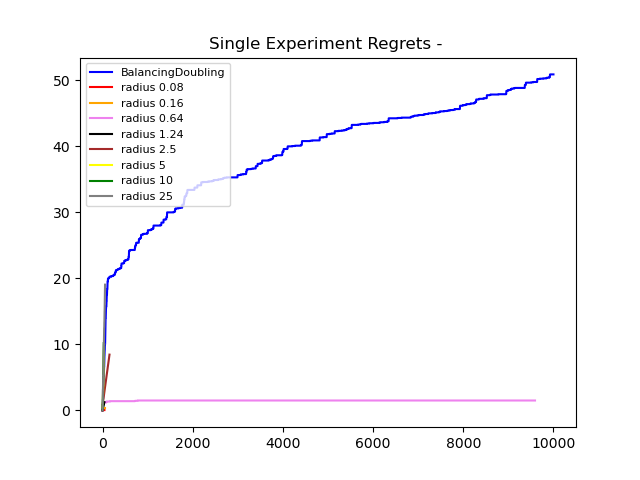 Single Experiment Regrets -
BalancingDoubling
radius 0.08
radius 0.16
radius 0.64
radius 1.24
radius 2.5
radius 5
radius 10
radius 25
50
40
30
20
10
0
0 2000 4000 6000 8000 10000